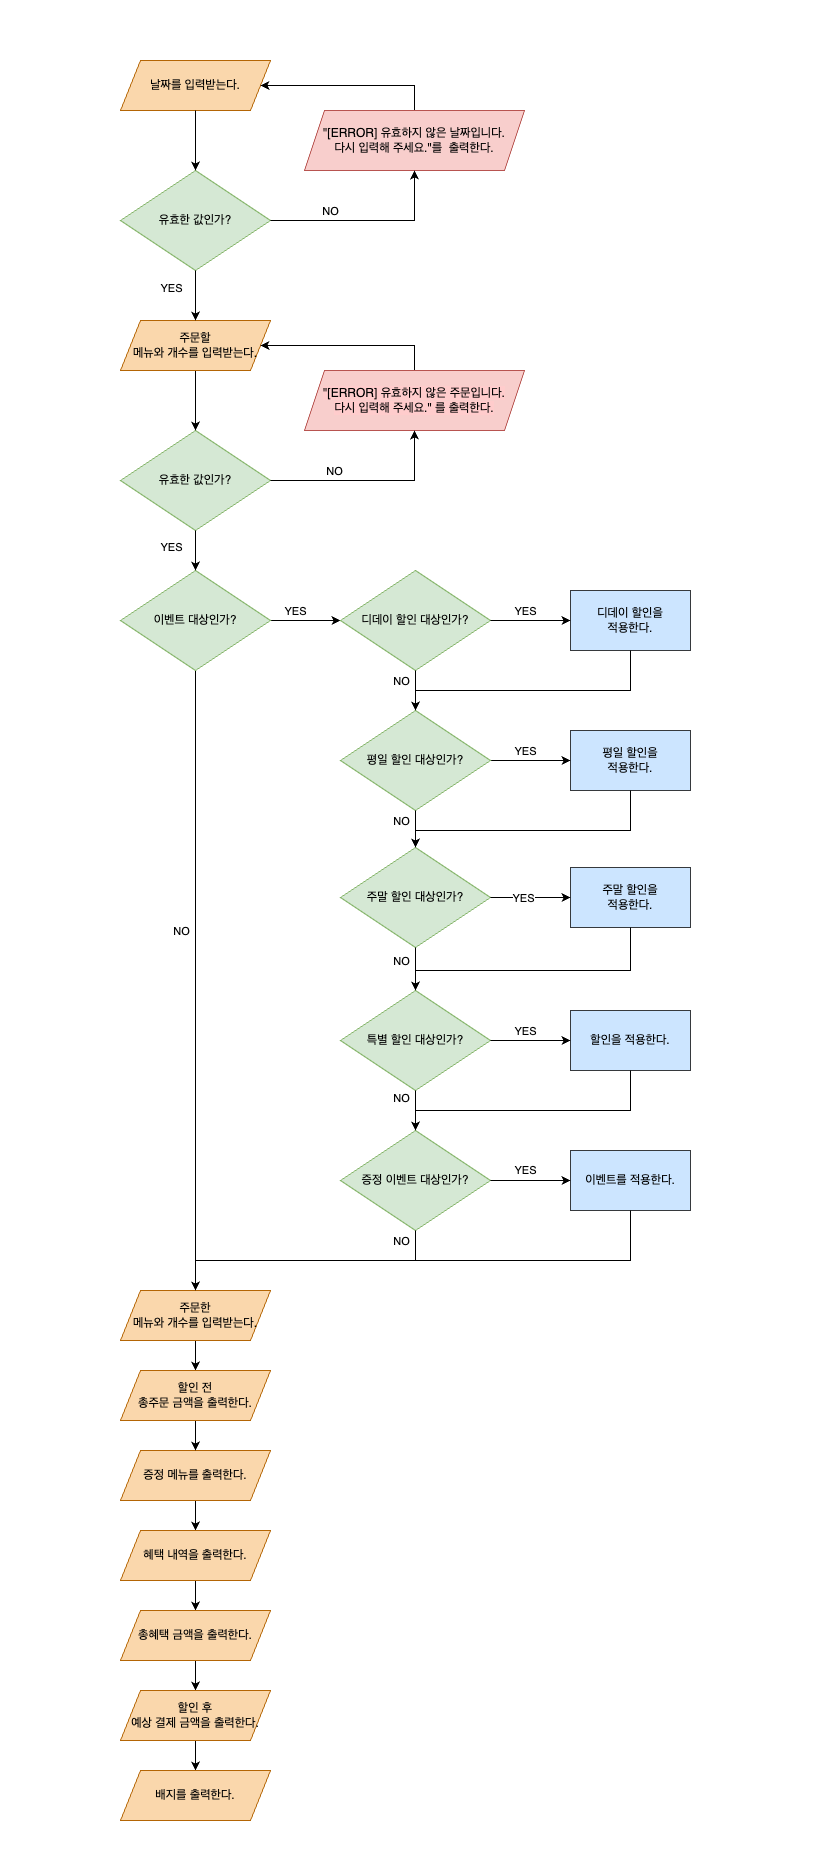 날짜를 입력받는다.
"[ERROR] 유효하지 않은 날짜입니다.
다시 입력해 주세요."를  출력한다.
유효한 값인가?
NO
YES
주문할
메뉴와 개수를 입력받는다.
"[ERROR] 유효하지 않은 주문입니다.
다시 입력해 주세요." 를 출력한다.
유효한 값인가?
NO
YES
이벤트 대상인가?
YES
디데이 할인 대상인가?
YES
디데이 할인을
적용한다.
NO
평일 할인 대상인가?
YES
평일 할인을
적용한다.
NO
주말 할인 대상인가?
YES
주말 할인을
적용한다.
NO
NO
특별 할인 대상인가?
YES
할인을 적용한다.
NO
증정 이벤트 대상인가?
YES
이벤트를 적용한다.
NO
주문한
메뉴와 개수를 입력받는다.
할인 전
총주문 금액을 출력한다.
증정 메뉴를 출력한다.
혜택 내역을 출력한다.
총혜택 금액을 출력한다.
할인 후
예상 결제 금액을 출력한다.
배지를 출력한다.